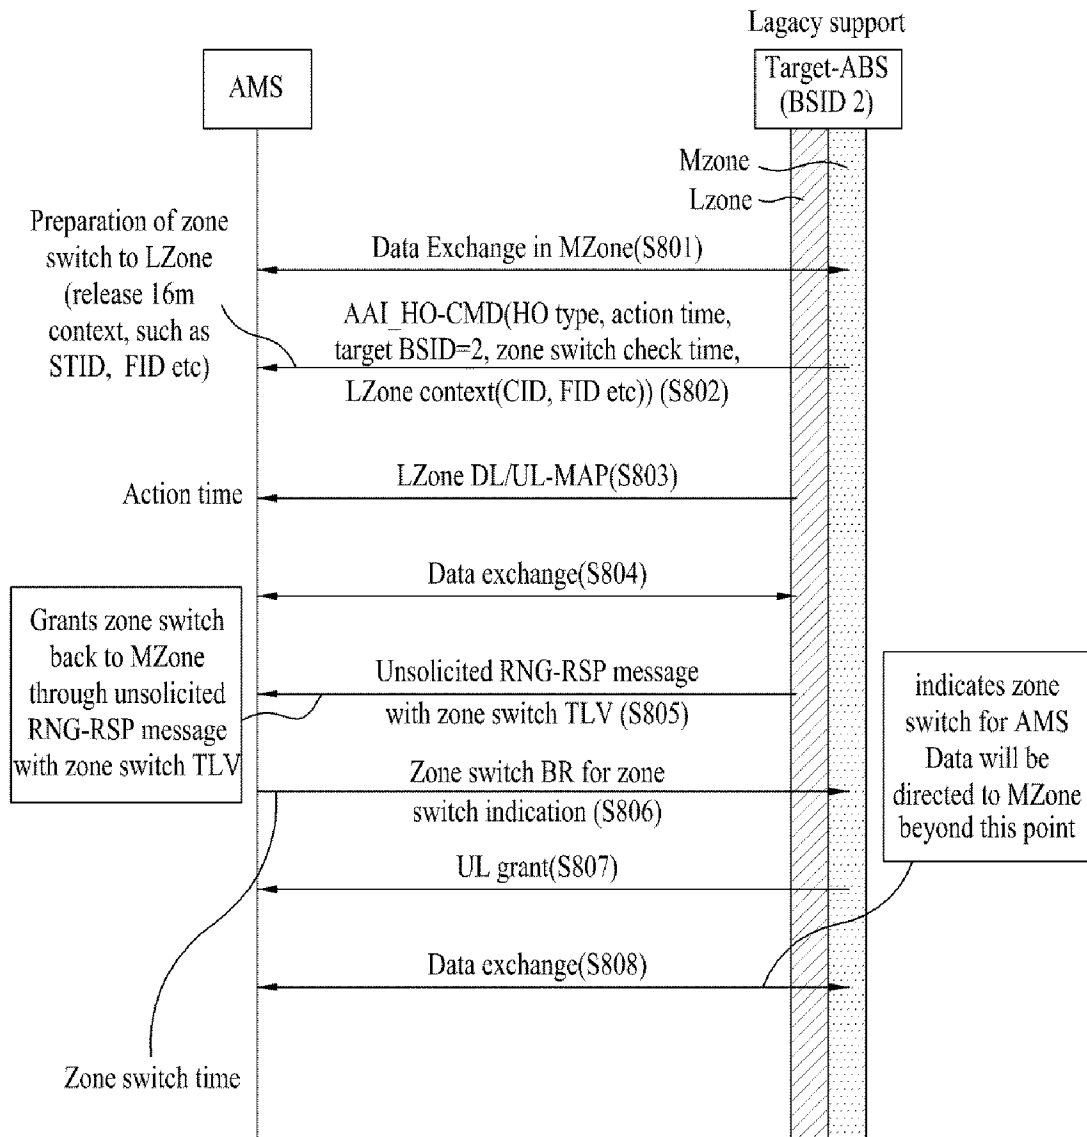 Lagacy support
AMS
Target-ABS
(BSID 2)
Mzone
Lzone
Preparation of zone
switch to LZone
(release 16m
context, such as
STID, FID etc)
Data Exchange in MZone(S801)
AAI_HO-CMD(HO type, action time,
target BSID=2, zone switch check time,
LZone context(CID, FID etc)) (S802)
LZone DL/UL-MAP(S803)
Action time
Data exchange(S804)
Grants zone switch
back to MZone
through unsolicited
RNG-RSP message
with zone switch TLV
Unsolicited RNG-RSP message
with zone switch TLV (S805)
indicates zone
switch for AMS
Data will be
directed to MZone
beyond this point
Zone switch BR for zone
switch indication (S806)
UL grant(S807)
Data exchange(S808)
Zone switch time